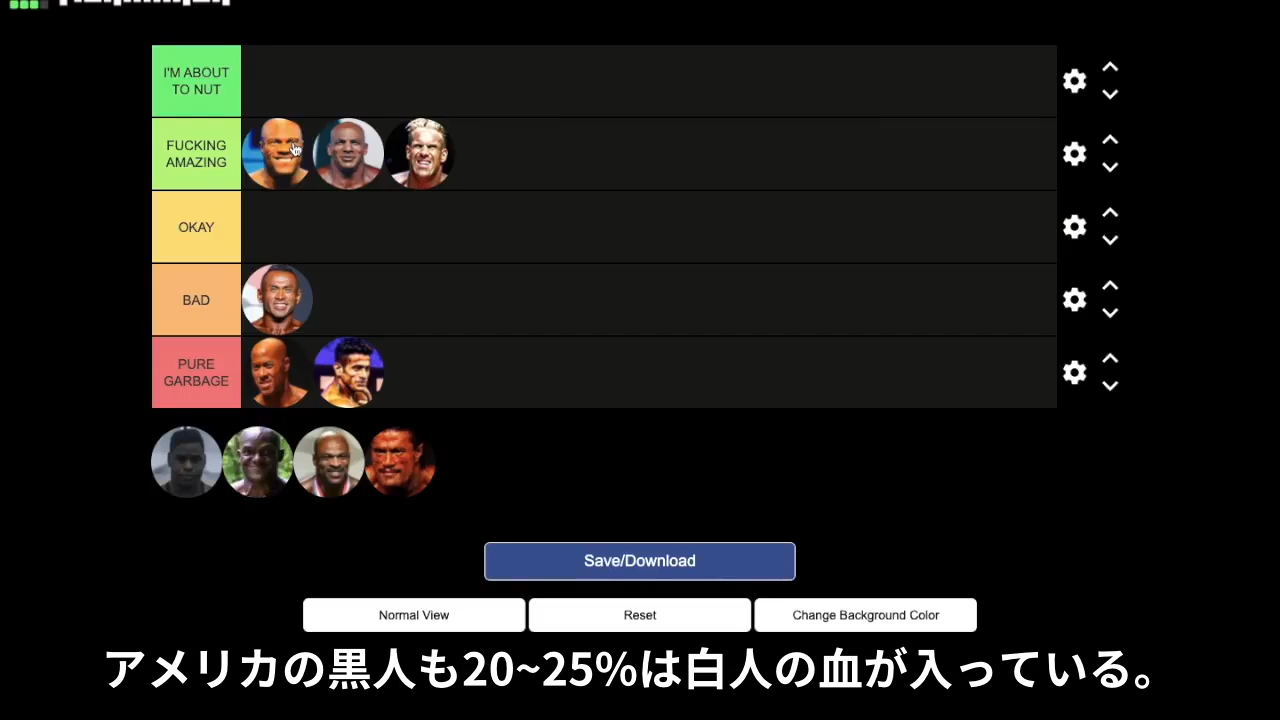 I'M ABOUT
TO NUT
FUCKING
AMAZING
OKAY
BAD
PURE
GARBAGE
Save/Download
Normal View
Reset
Change Background Color
アメリカの黒人も20~25%は白人の血が入っている。